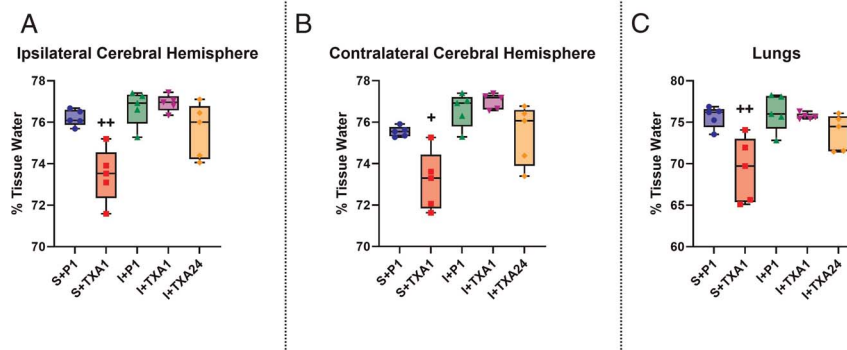 A
Ipsilateral Cerebral Hemisphere
% Tissue Water
78
76
74
72
70
++
S+P1
S+TXA1
I+P1
I+TXA1
I+TXA24
B
Contralateral Cerebral Hemisphere
% Tissue Water
78
76
74
72
70
+
S+P1
S+TXA1
I+P1
I+TXA1
I+TXA24
C
Lungs
% Tissue Water
80
75
70
65
60
++
S+P1
S+TXA1
I+P1
I+TXA1
I+TXA24